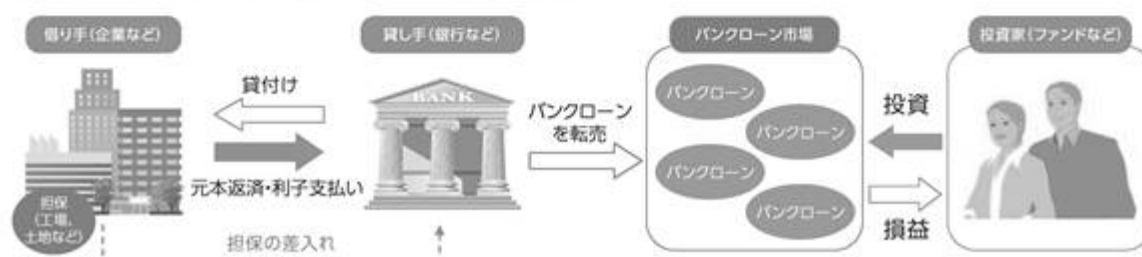 借り手(企業など)
貸し手(銀行など)
バンクローン市場
投資家(ファンドなど)
貸付け
元本返済・利子支払い
担保
(工場,
土地など)
担保の差入れ
BANK
バンクローン
を転売
バンクローン
バンクローン
バンクローン
バンクローン
投資
損益